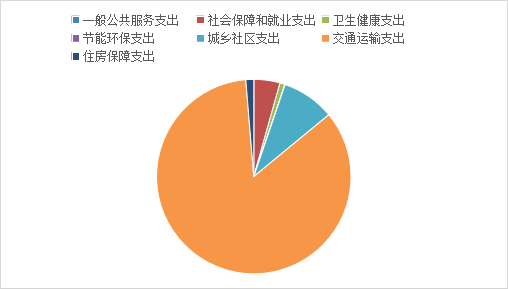 一般公共服务支出 社会保障和就业支出 卫生健康支出
节能环保支出 城乡社区支出 交通运输支出
住房保障支出